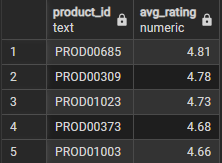 product_id avg_rating
text numeric
1 PROD00685 4.81
2 PROD00309 4.78
3 PROD01023 4.73
4 PROD00373 4.68
5 PROD01003 4.66